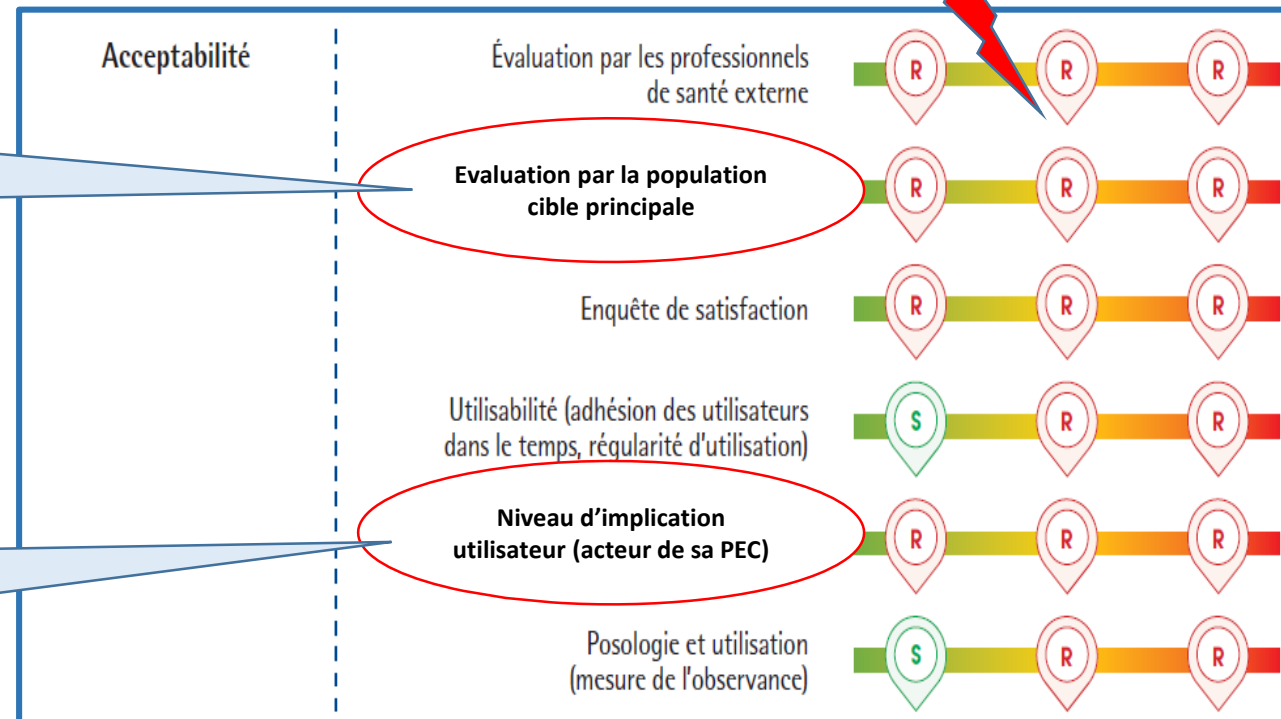 Acceptabilité
Évaluation par les professionnels
de santé externe
R R R
Evaluation par la population
cible principale
R R R
Enquête de satisfaction
R R R
Utilisabilité (adhésion des utilisateurs
dans le temps, régularité d'utilisation)
S R R
Niveau d’implication
utilisateur (acteur de sa PEC)
R R R
Posologie et utilisation
(mesure de l'observance)
S R R